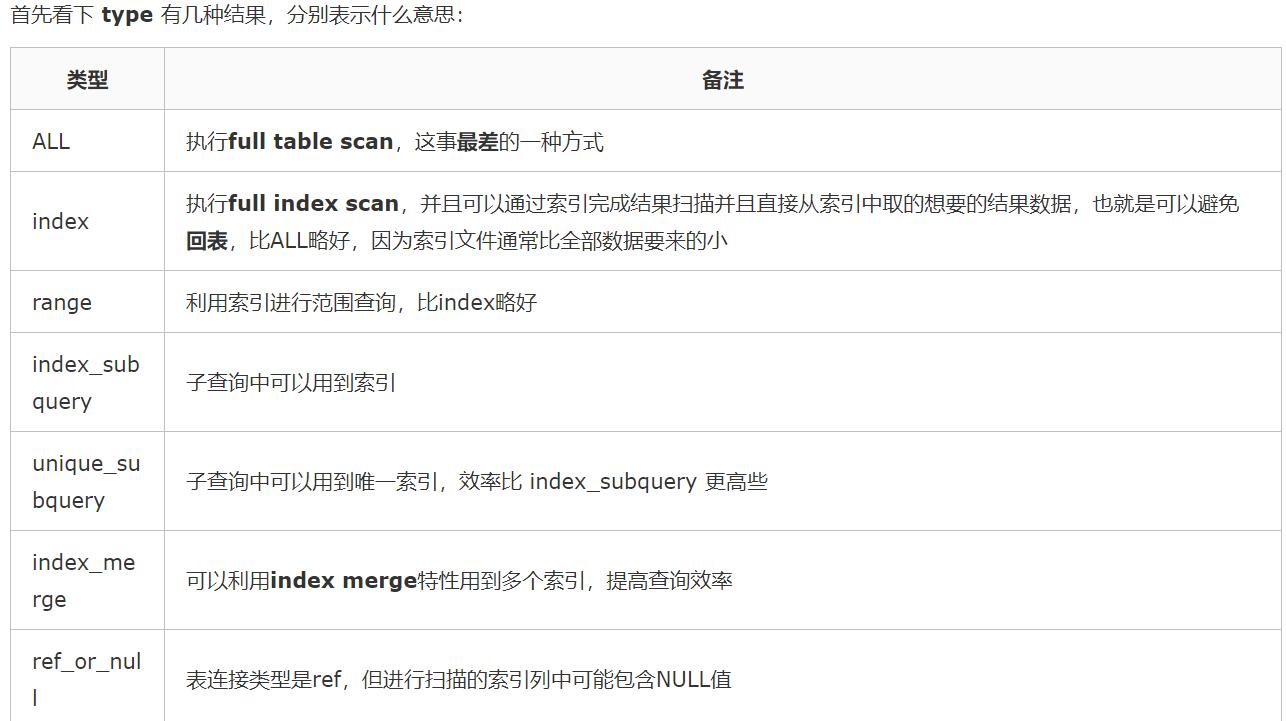 首先看下 type 有几种结果，分别表示什么意思：
类型
备注
ALL
执行full table scan，这事最差的一种方式
index
执行full index scan，并且可以通过索引完成结果扫描并且直接从索引中取的想要的结果数据，也就是可以避免
回表，比ALL略好，因为索引文件通常比全部数据要来的小
range
利用索引进行范围查询，比index略好
index_sub
query
子查询中可以用到索引
unique_su
bquery
子查询中可以用到唯一索引，效率比 index_subquery 更高些
index_me
rge
可以利用index merge特性用到多个索引，提高查询效率
ref_or_nul
l
表连接类型是ref，但进行扫描的索引列中可能包含NULL值